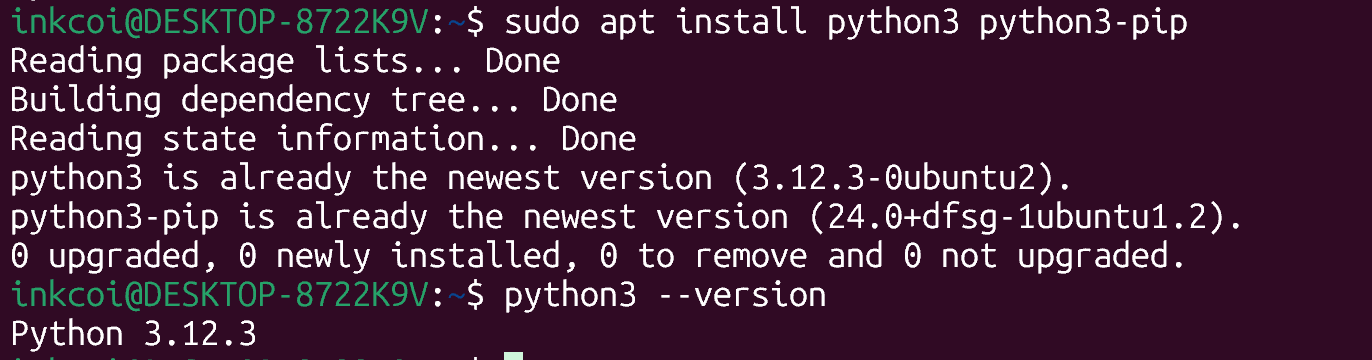 inkcoi@DESKTOP-8722K9V:~$ sudo apt install python3 python3-pip
Reading package lists... Done
Building dependency tree... Done
Reading state information... Done
python3 is already the newest version (3.12.3-0ubuntu2).
python3-pip is already the newest version (24.0+dfsg-1ubuntu1.2).
0 upgraded, 0 newly installed, 0 to remove and 0 not upgraded.
inkcoi@DESKTOP-8722K9V:~$ python3 --version
Python 3.12.3